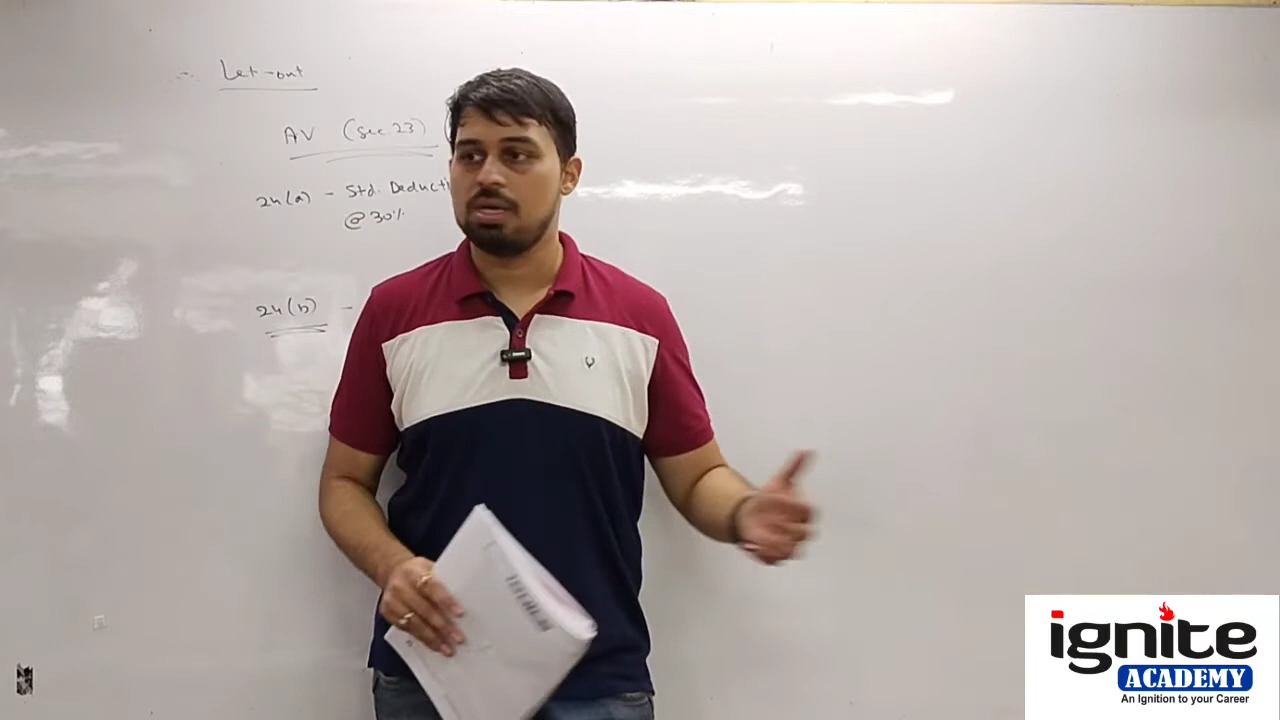 Let-out
AV (Sec. 23)
24(a) - Std. Deducti
@ 30%
24(b) -
ignite
ACADEMY
An Ignition to your Career